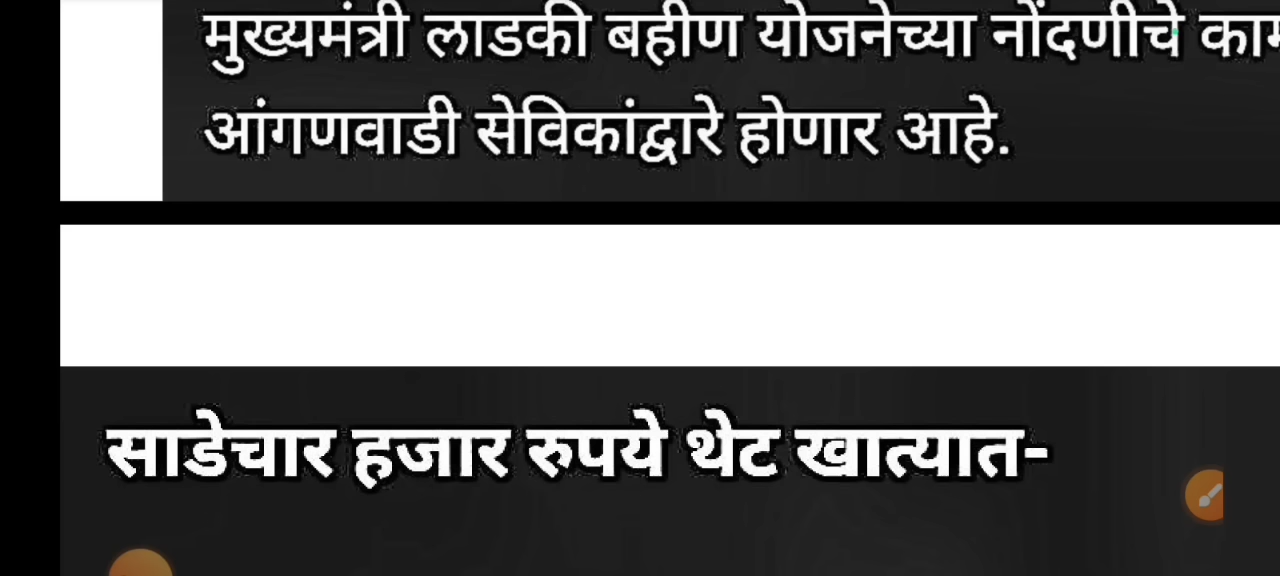 मुख्यमंत्री लाडकी बहीण योजनेच्या नोंदणीचे
आंगणवाडी सेविकांद्वारे होणार आहे.
साडेचार हजार रुपये थेट खात्यात-